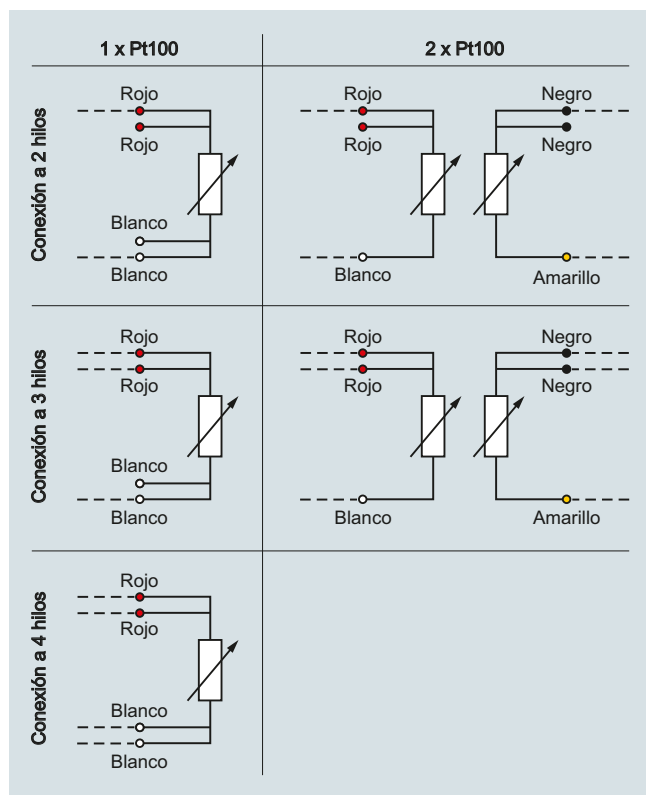 1 x Pt100
2 x Pt100
Conexión a 2 hilos
Rojo
Rojo
Blanco
Blanco
Rojo
Rojo
Blanco
Negro
Negro
Amarillo
Conexión a 3 hilos
Rojo
Rojo
Blanco
Blanco
Rojo
Rojo
Blanco
Negro
Negro
Amarillo
Conexión a 4 hilos
Rojo
Rojo
Blanco
Blanco